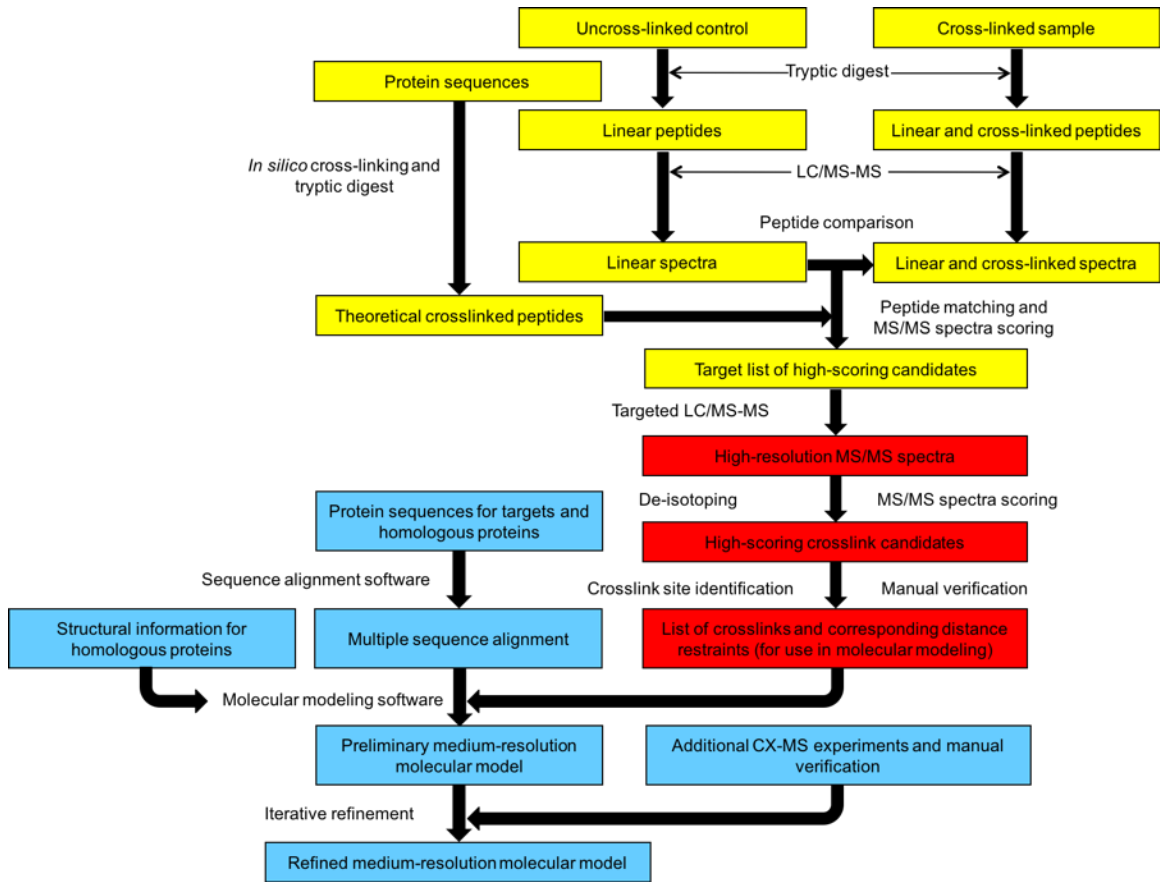 Uncross-linked control
Cross-linked sample
Tryptic digest
Protein sequences
Linear peptides
Linear and cross-linked peptides
In silico cross-linking and
tryptic digest
LC/MS-MS
Peptide comparison
Linear spectra
Linear and cross-linked spectra
Theoretical crosslinked peptides
Peptide matching and
MS/MS spectra scoring
Target list of high-scoring candidates
Targeted LC/MS-MS
High-resolution MS/MS spectra
De-isotoping
MS/MS spectra scoring
Protein sequences for targets and
homologous proteins
High-scoring crosslink candidates
Sequence alignment software
Crosslink site identification
Manual verification
Structural information for
homologous proteins
Multiple sequence alignment
List of crosslinks and corresponding distance
restraints (for use in molecular modeling)
Molecular modeling software
Preliminary medium-resolution
molecular model
Additional CX-MS experiments and manual
verification
Iterative refinement
Refined medium-resolution molecular model